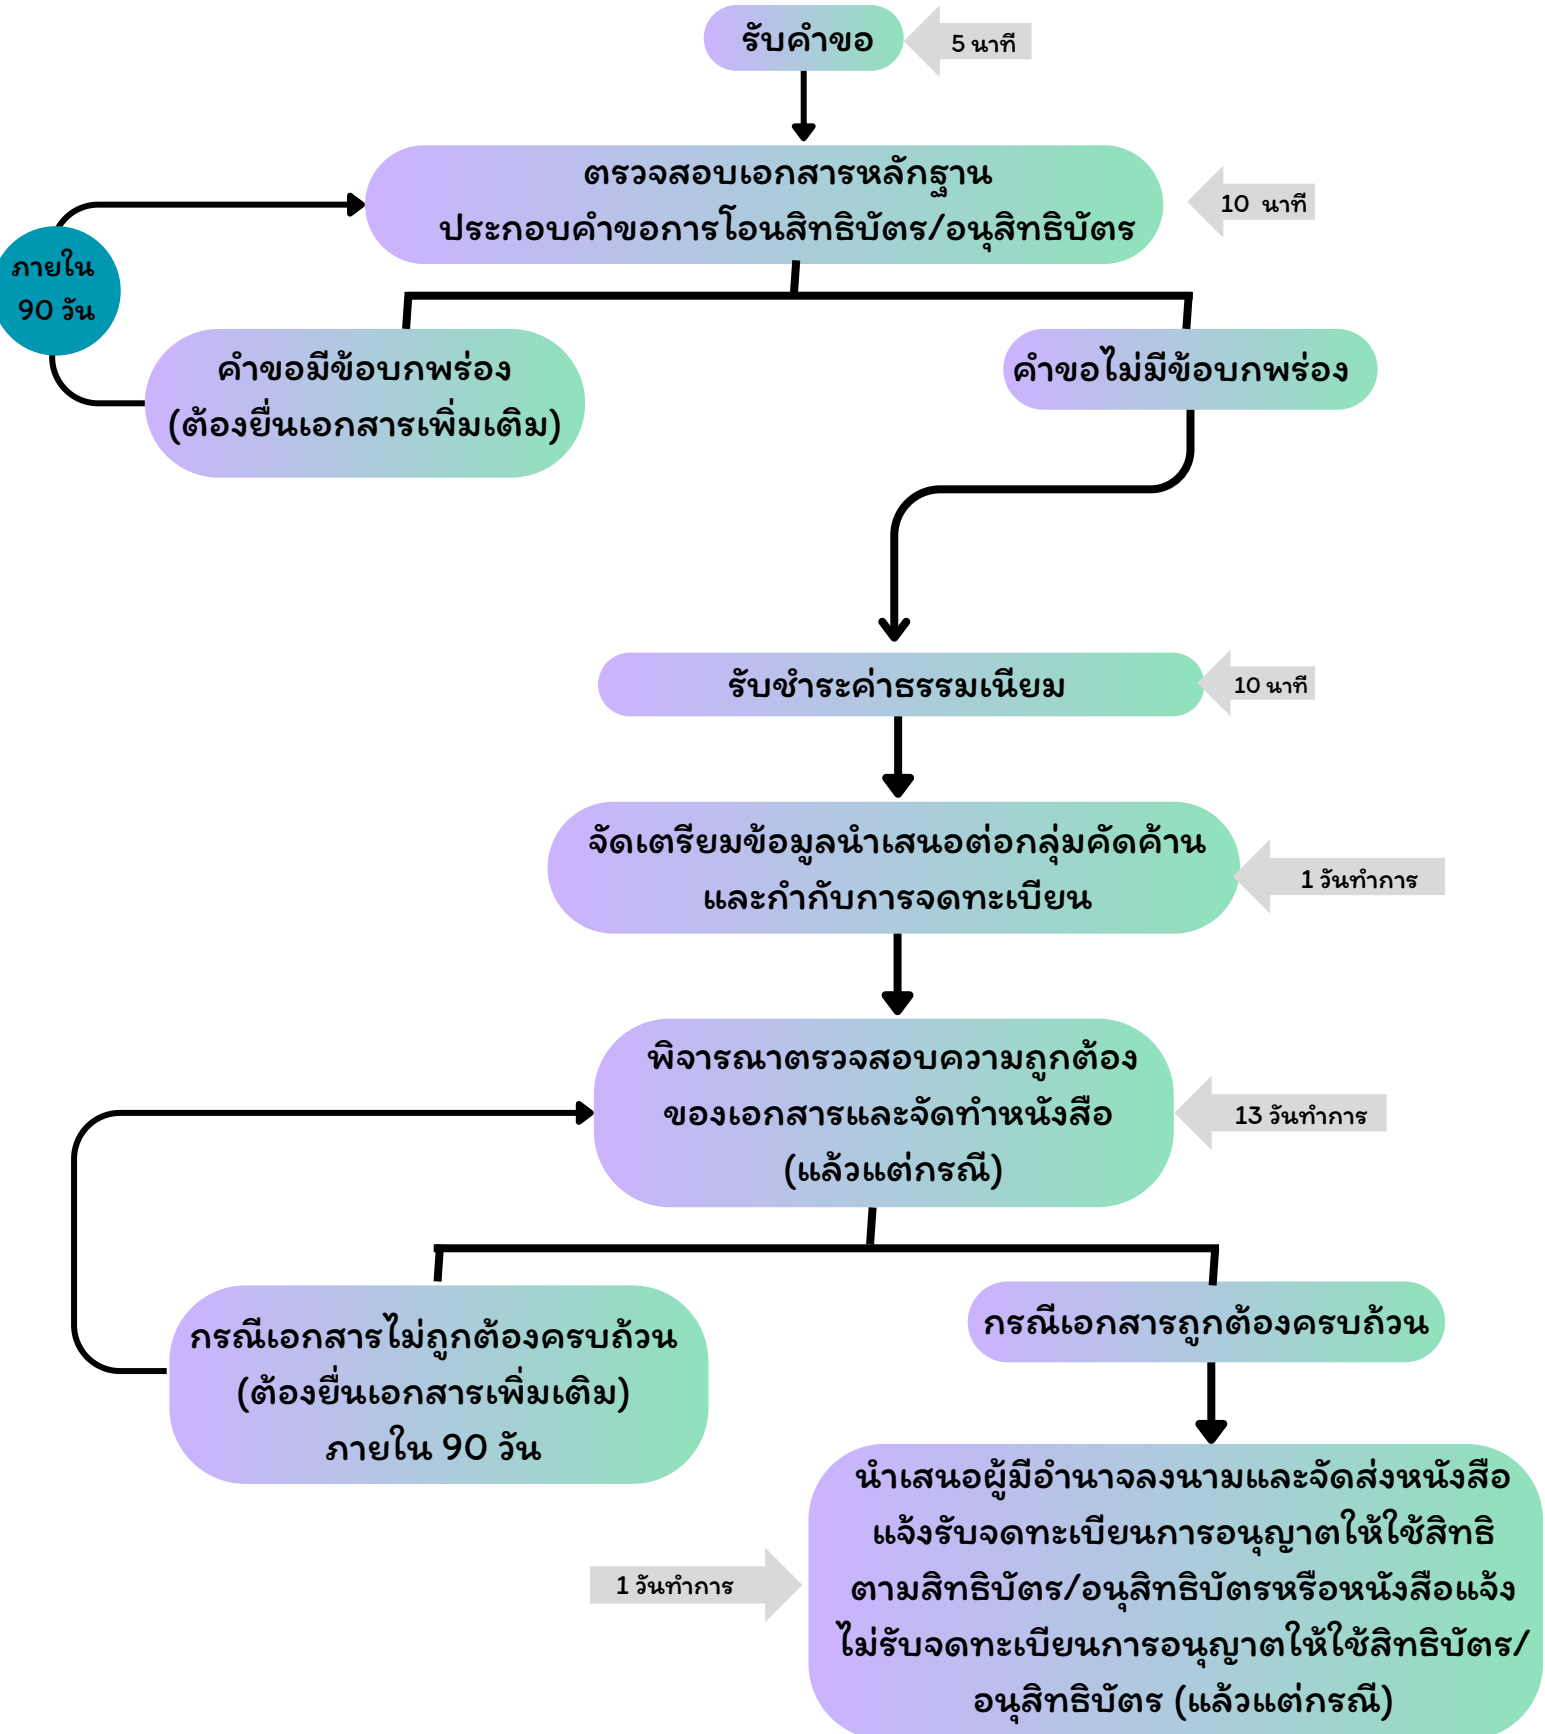 รับคำขอ
5 นาที
ตรวจสอบเอกสารหลักฐาน
ประกอบคำขอการโอนสิทธิบัตร/อนุสิทธิบัตร
10 นาที
ภายใน
90 วัน
คำขอมีข้อบกพร่อง
(ต้องยื่นเอกสารเพิ่มเติม)
คำขอไม่มีข้อบกพร่อง
รับชำระค่าธรรมเนียม
10 นาที
จัดเตรียมข้อมูลนำเสนอต่อกลุ่มคัดค้าน
และกำกับการจดทะเบียน
1 วันทำการ
พิจารณาตรวจสอบความถูกต้อง
ของเอกสารและจัดทำหนังสือ
(แล้วแต่กรณี)
13 วันทำการ
กรณีเอกสารไม่ถูกต้องครบถ้วน
(ต้องยื่นเอกสารเพิ่มเติม)
ภายใน 90 วัน
กรณีเอกสารถูกต้องครบถ้วน
นำเสนอผู้มีอำนาจลงนามและจัดส่งหนังสือ
แจ้งรับจดทะเบียนการอนุญาตให้ใช้สิทธิ
ตามสิทธิบัตร/อนุสิทธิบัตรหรือหนังสือแจ้ง
ไม่รับจดทะเบียนการอนุญาตให้ใช้สิทธิบัตร/
อนุสิทธิบัตร (แล้วแต่กรณี)
1 วันทำการ